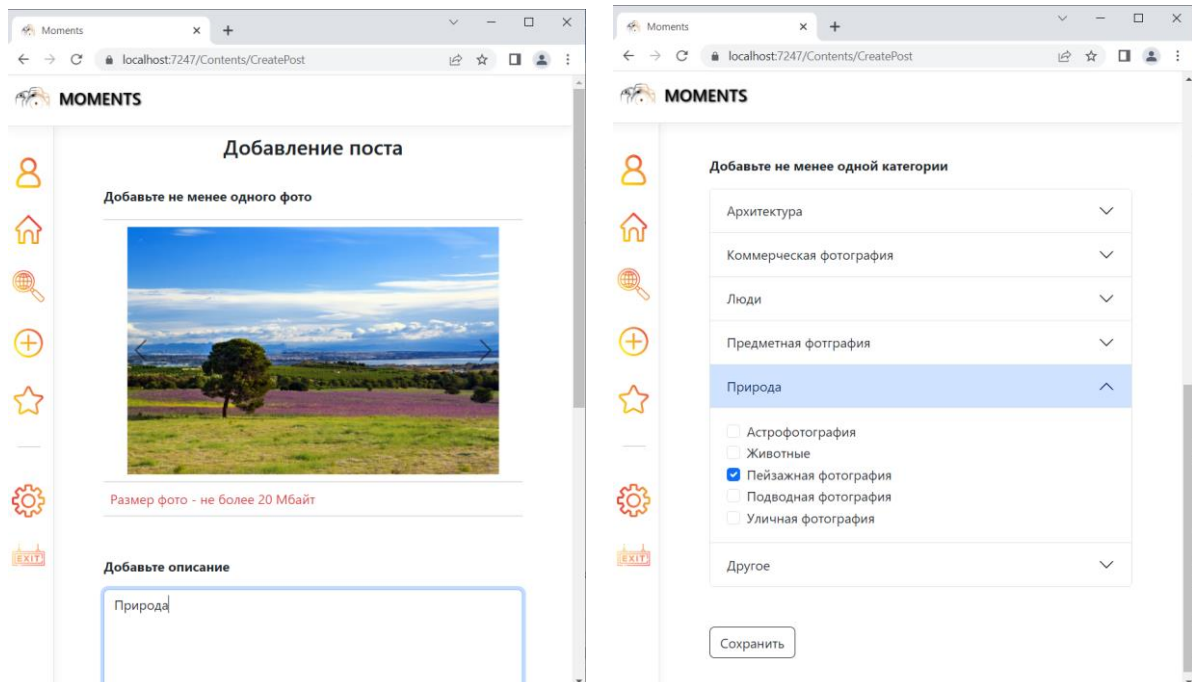 Moments
localhost:7247/Contents/CreatePost
MOMENTS
Добавление поста
Добавьте не менее одного фото
Размер фото - не более 20 Мбайт
Добавьте описание
Природа
EXIT
Moments
localhost:7247/Contents/CreatePost
MOMENTS
Добавьте не менее одной категории
Архитектура
Коммерческая фотография
Люди
Предметная фотграфия
Природа
Астрофотография
Животные
Пейзажная фотография
Подводная фотография
Уличная фотография
Другое
EXIT
Сохранить